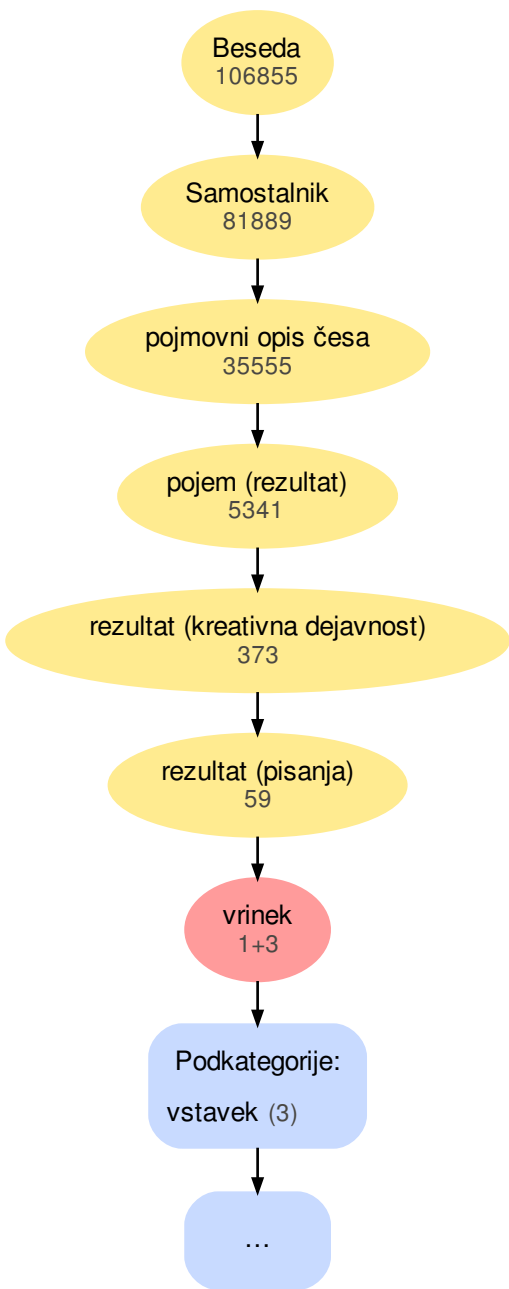 Beseda
106855
Samostalnik
81889
pojmovni opis česa
35555
pojem (rezultat)
5341
rezultat (kreativna dejavnost)
373
rezultat (pisanja)
59
vrinek
1+3
Podkategorije:
vstavek (3)
...